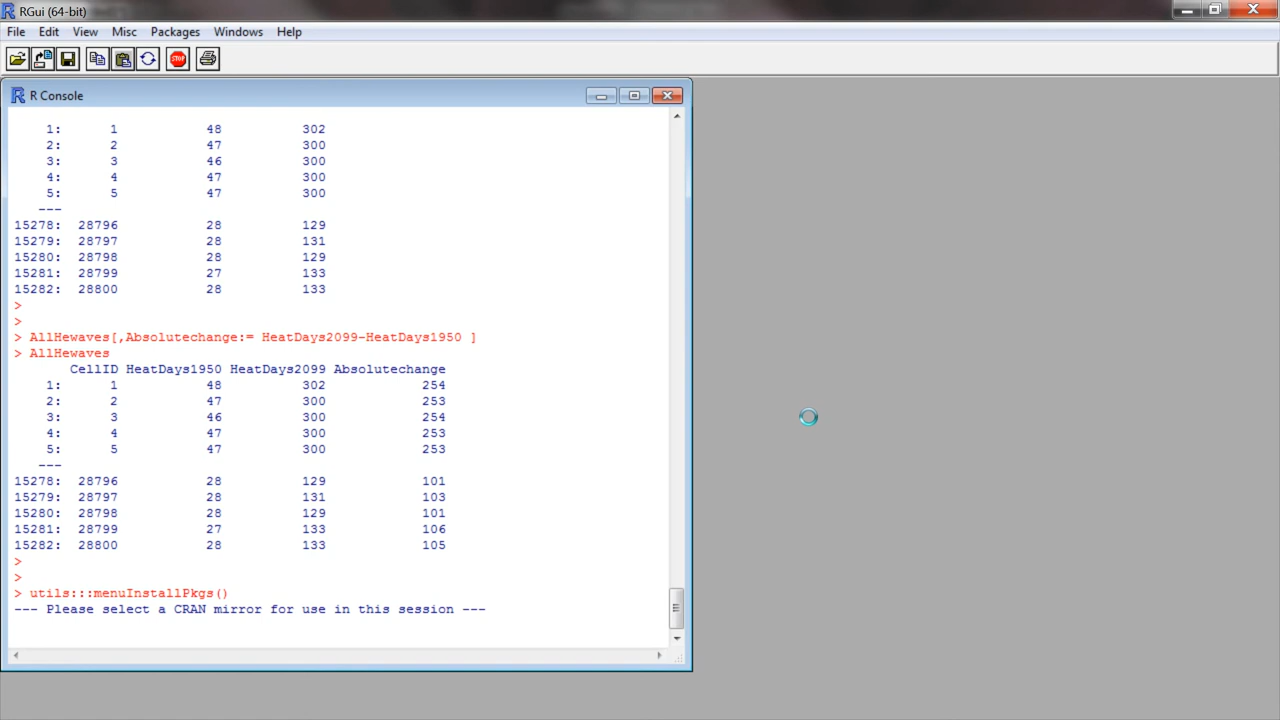 RGui (64-bit)
File Edit View Misc Packages Windows Help
STOP
R Console
1: 1 48 302
2: 2 47 300
3: 3 46 300
4: 4 47 300
5: 5 47 300
---
15278: 28796 28 129
15279: 28797 28 131
15280: 28798 28 129
15281: 28799 27 133
15282: 28800 28 133
>
>
> AllHewaves[,Absolutechange:= HeatDays2099-HeatDays1950 ]
> AllHewaves
CellID HeatDays1950 HeatDays2099 Absolutechange
1: 1 48 302 254
2: 2 47 300 253
3: 3 46 300 254
4: 4 47 300 253
5: 5 47 300 253
---
15278: 28796 28 129 101
15279: 28797 28 131 103
15280: 28798 28 129 101
15281: 28799 27 133 106
15282: 28800 28 133 105
>
>
> utils:::menuInstallPkgs()
--- Please select a CRAN mirror for use in this session ---